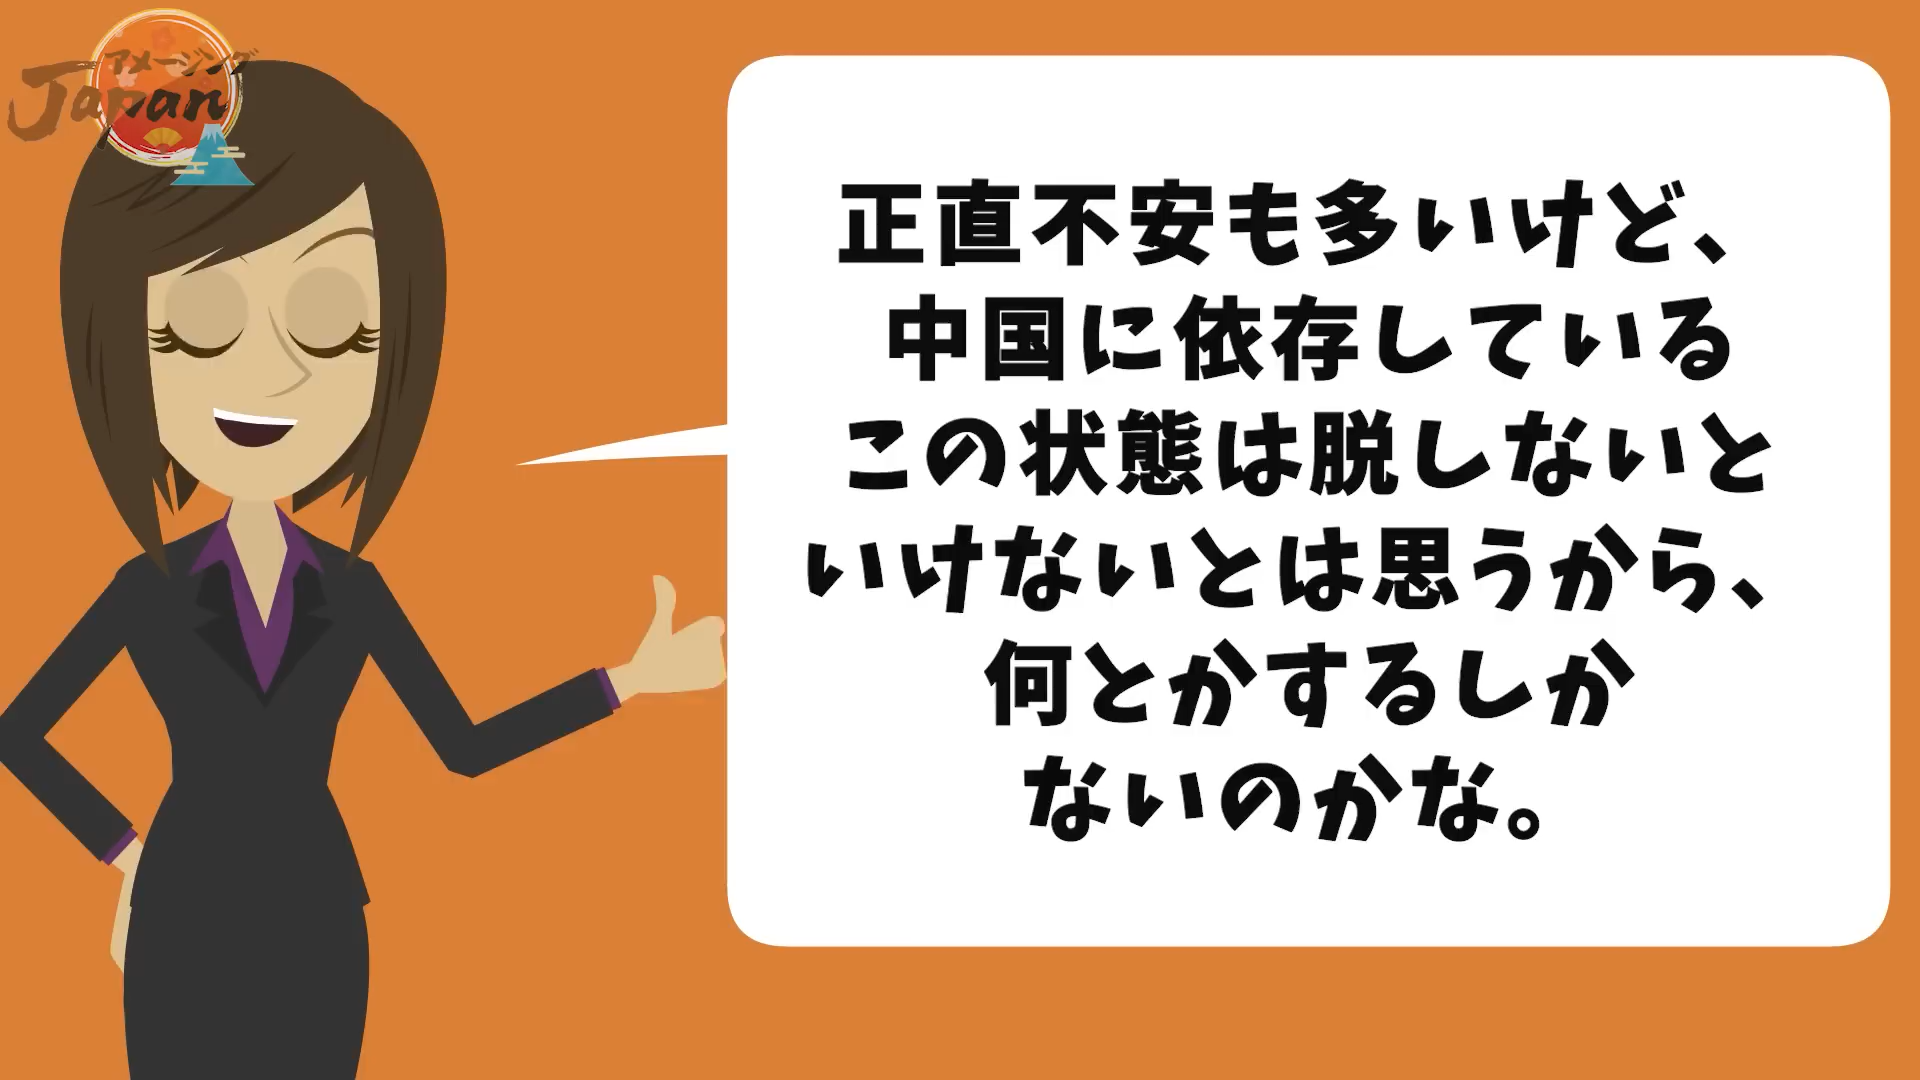 アメージング
Japan
正直不安も多いけど、
中国に依存している
この状態は脱しないと
いけないとは思うから、
何とかするしか
ないのかな。